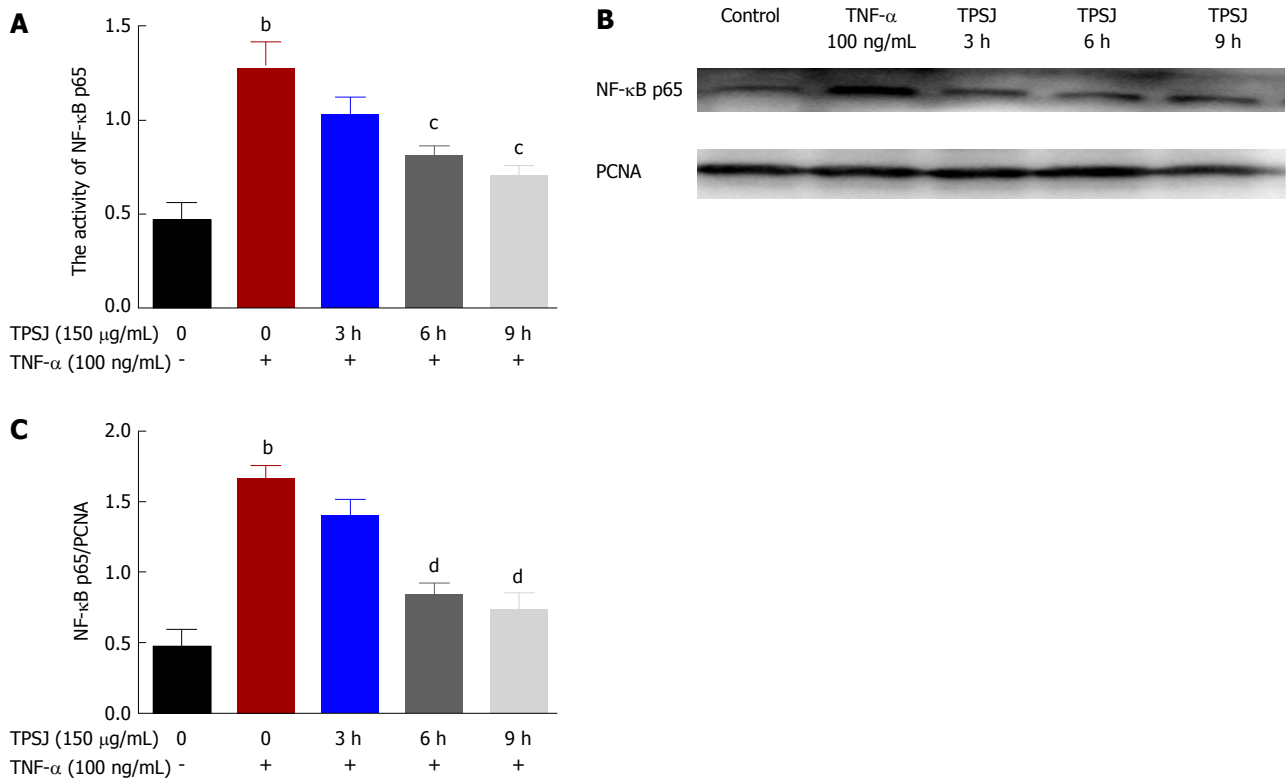 A
1.5
1.0
0.5
0.0
The activity of NF-κB p65
b
c
c
TPSJ (150 μg/mL) 0 0 3 h 6 h 9 h
TNF-α (100 ng/mL) - + + + +
B
Control TNF-α TPSJ TPSJ TPSJ
100 ng/mL 3 h 6 h 9 h
NF-κB p65
PCNA
C
2.0
1.5
1.0
0.5
0.0
NF-κB p65/PCNA
b
d
d
TPSJ (150 μg/mL) 0 0 3 h 6 h 9 h
TNF-α (100 ng/mL) - + + + +